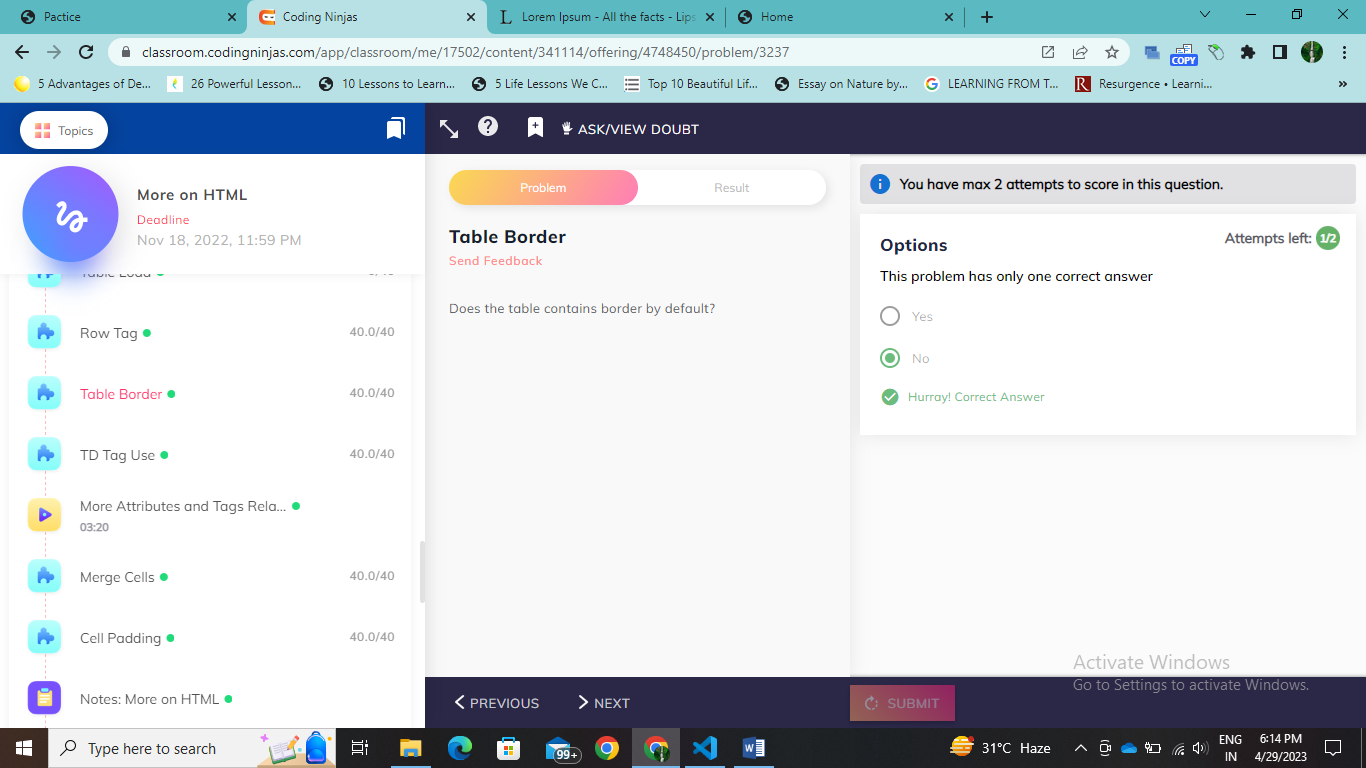 Pactice
Coding Ninjas
Lorem Ipsum - All the facts - Lips
Home
classroom.codingninjas.com/app/classroom/me/17502/content/341114/offering/4748450/problem/3237
COPY
5 Advantages of De...
26 Powerful Lesson...
10 Lessons to Learn...
5 Life Lessons We C...
Top 10 Beautiful Lif...
Essay on Nature by...
LEARNING FROM T...
Resurgence • Learni...
»
Topics
ASK/VIEW DOUBT
More on HTML
Deadline
Nov 18, 2022, 11:59 PM
Table Load
Row Tag 40.0/40
Table Border 40.0/40
TD Tag Use 40.0/40
More Attributes and Tags Rela...
03:20
Merge Cells 40.0/40
Cell Padding 40.0/40
Notes: More on HTML
Problem
Result
Table Border
Send Feedback
Does the table contains border by default?
PREVIOUS
NEXT
You have max 2 attempts to score in this question.
Options
Attempts left: 1/2
This problem has only one correct answer
Yes
No
Hurray! Correct Answer
Activate Windows
Go to Settings to activate Windows.
SUBMIT
Type here to search
99+
31°C Haze
ENG
IN
6:14 PM
4/29/2023